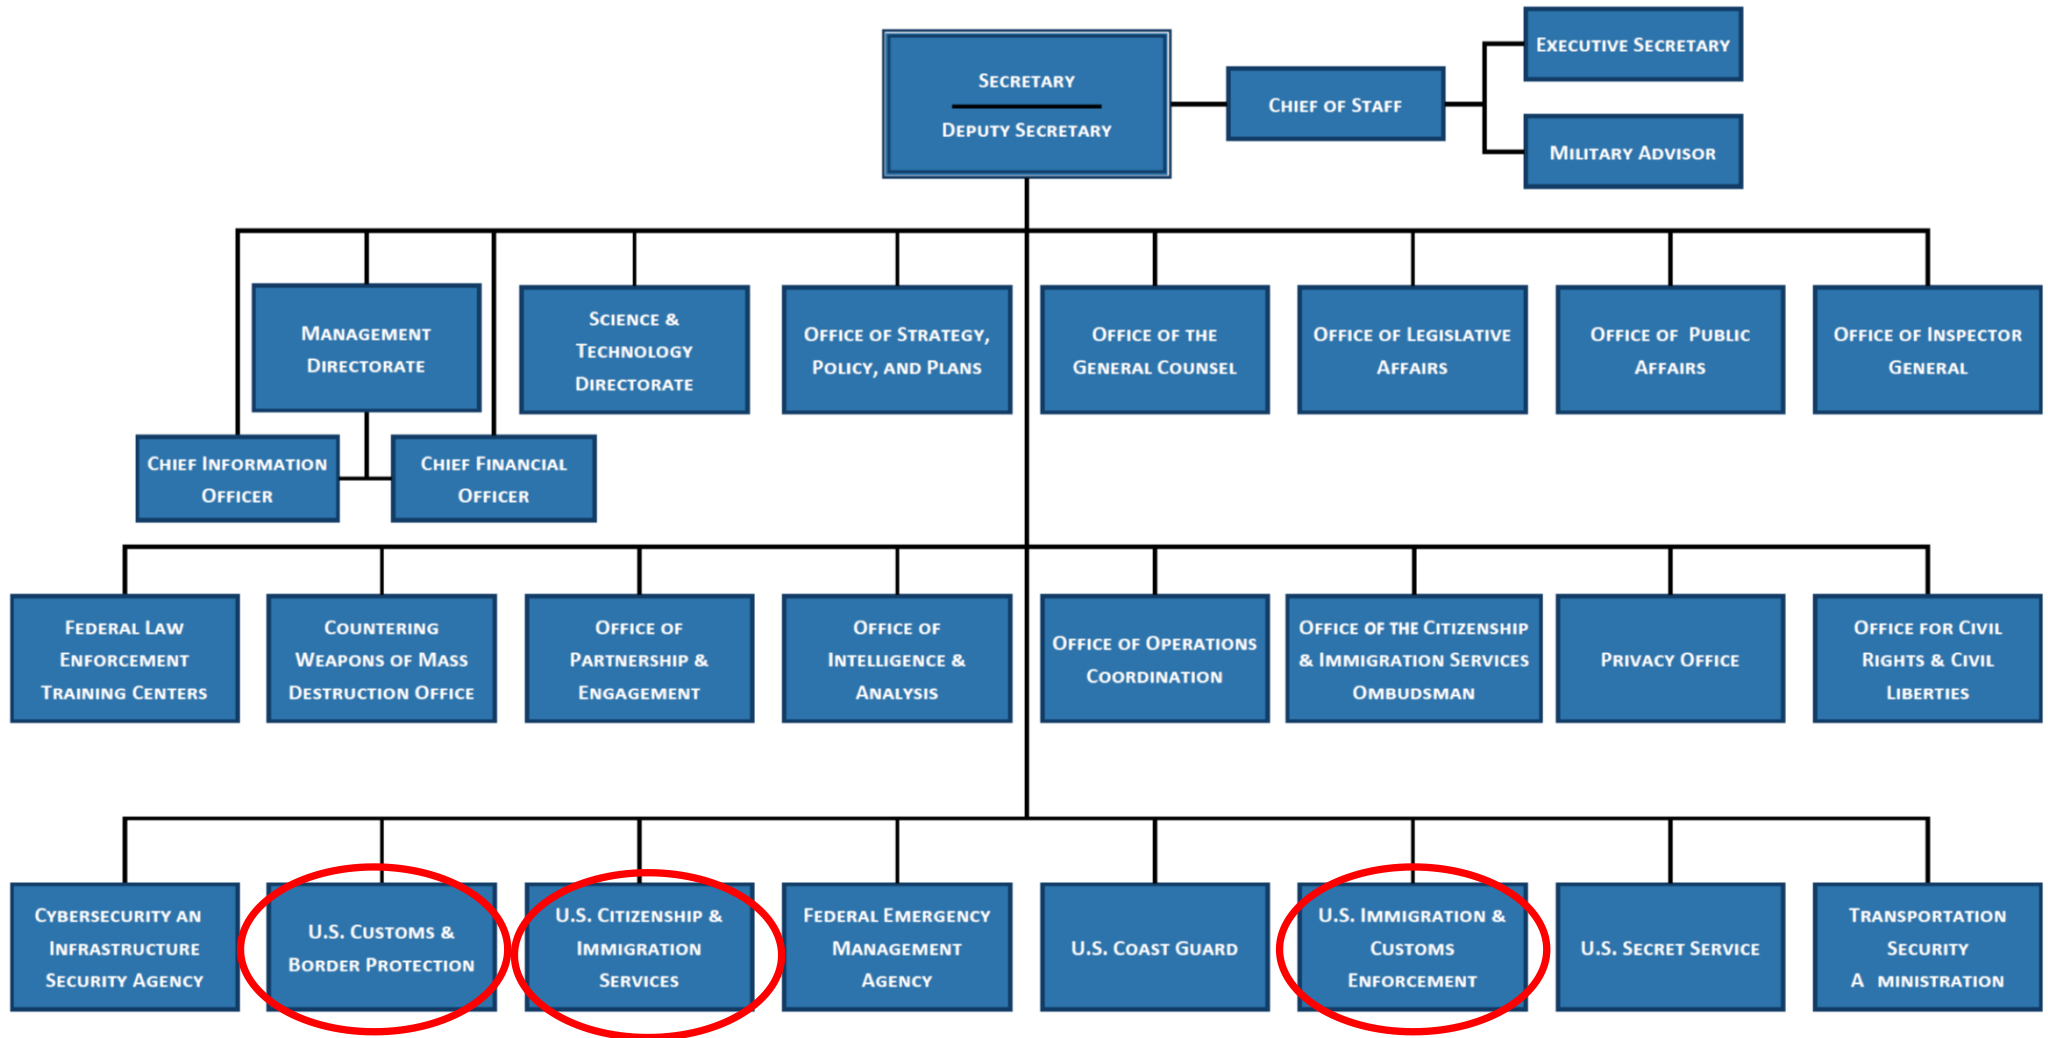 SECRETARY
DEPUTY SECRETARY
CHIEF OF STAFF
EXECUTIVE SECRETARY
MILITARY ADVISOR
MANAGEMENT
DIRECTORATE
SCIENCE &
TECHNOLOGY
DIRECTORATE
OFFICE OF STRATEGY,
POLICY, AND PLANS
OFFICE OF THE
GENERAL COUNSEL
OFFICE OF LEGISLATIVE
AFFAIRS
OFFICE OF PUBLIC
AFFAIRS
OFFICE OF INSPECTOR
GENERAL
CHIEF INFORMATION
OFFICER
CHIEF FINANCIAL
OFFICER
FEDERAL LAW
ENFORCEMENT
TRAINING CENTERS
COUNTERING
WEAPONS OF MASS
DESTRUCTION OFFICE
OFFICE OF
PARTNERSHIP &
ENGAGEMENT
OFFICE OF
INTELLIGENCE &
ANALYSIS
OFFICE OF OPERATIONS
COORDINATION
OFFICE OF THE CITIZENSHIP
& IMMIGRATION SERVICES
OMBUDSMAN
PRIVACY OFFICE
OFFICE FOR CIVIL
RIGHTS & CIVIL
LIBERTIES
CYBERSECURITY AN
INFRASTRUCTURE
SECURITY AGENCY
U.S. CUSTOMS &
BORDER PROTECTION
U.S. CITIZENSHIP &
IMMIGRATION
SERVICES
FEDERAL EMERGENCY
MANAGEMENT
AGENCY
U.S. COAST GUARD
U.S. IMMIGRATION &
CUSTOMS
ENFORCEMENT
U.S. SECRET SERVICE
TRANSPORTATION
SECURITY
A MINISTRATION